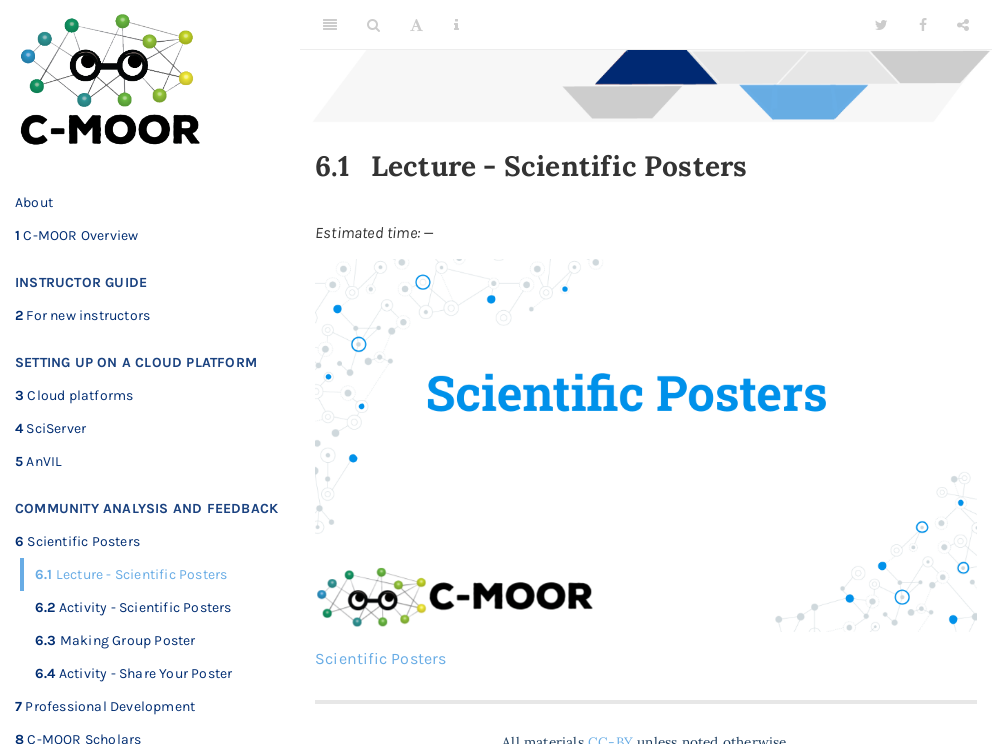 C-MOOR
About
1 C-MOOR Overview
INSTRUCTOR GUIDE
2 For new instructors
SETTING UP ON A CLOUD PLATFORM
3 Cloud platforms
4 SciServer
5 AnVIL
COMMUNITY ANALYSIS AND FEEDBACK
6 Scientific Posters
6.1 Lecture - Scientific Posters
6.2 Activity - Scientific Posters
6.3 Making Group Poster
6.4 Activity - Share Your Poster
7 Professional Development
8 C-MOOR Scholars
6.1 Lecture - Scientific Posters
Estimated time: —
Scientific Posters
C-MOOR
Scientific Posters
All materials CC-BY unless noted otherwise